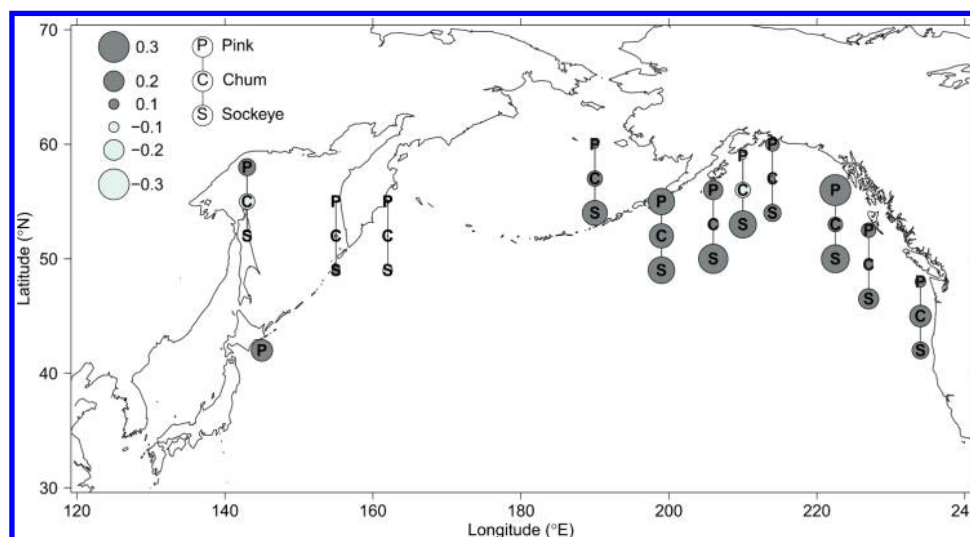 70
60
50
40
30
Latitude (°N)
120
140
160
180
200
220
24
Longitude (°E)
0.3
0.2
0.1
−0.1
−0.2
−0.3
P Pink
C Chum
S Sockeye
P
C
S
P
P
C
S
P
C
S
P
C
S
P
C
S
P
C
S
P
C
S
P
C
S
P
C
S
P
C
S
P
C
S